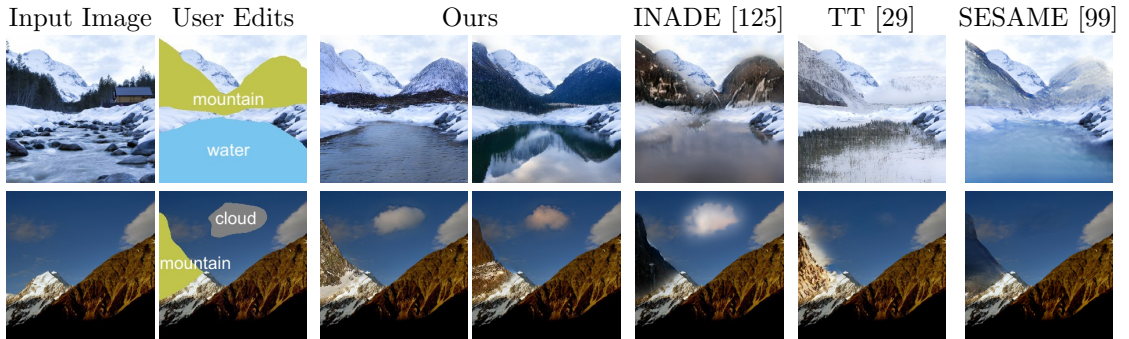 Input Image User Edits Ours INADE [125] TT [29] SESAME [99]
mountain
water
cloud
mountain